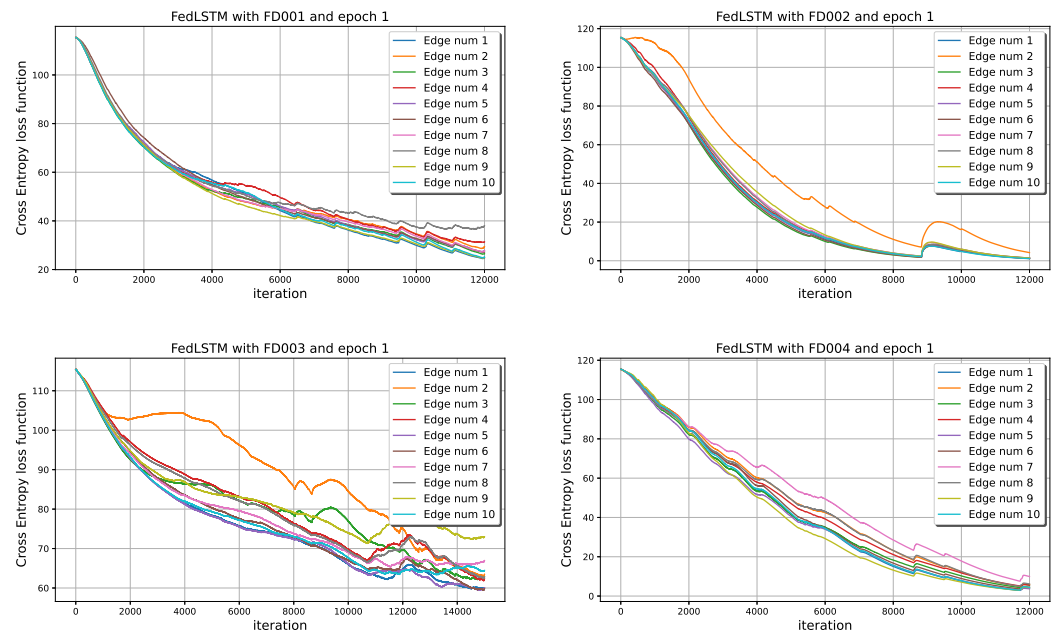 FedLSTM with FD001 and epoch 1
Cross Entropy loss function
100
80
60
40
20
0
2000
4000
6000
8000
10000
12000
iteration
Edge num 1
Edge num 2
Edge num 3
Edge num 4
Edge num 5
Edge num 6
Edge num 7
Edge num 8
Edge num 9
Edge num 10
FedLSTM with FD002 and epoch 1
Cross Entropy loss function
120
100
80
60
40
20
0
0
2000
4000
6000
8000
10000
12000
iteration
Edge num 1
Edge num 2
Edge num 3
Edge num 4
Edge num 5
Edge num 6
Edge num 7
Edge num 8
Edge num 9
Edge num 10
FedLSTM with FD003 and epoch 1
Cross Entropy loss function
110
100
90
80
70
60
0
2000
4000
6000
8000
10000
12000
14000
iteration
Edge num 1
Edge num 2
Edge num 3
Edge num 4
Edge num 5
Edge num 6
Edge num 7
Edge num 8
Edge num 9
Edge num 10
FedLSTM with FD004 and epoch 1
Cross Entropy loss function
120
100
80
60
40
20
0
0
2000
4000
6000
8000
10000
12000
iteration
Edge num 1
Edge num 2
Edge num 3
Edge num 4
Edge num 5
Edge num 6
Edge num 7
Edge num 8
Edge num 9
Edge num 10